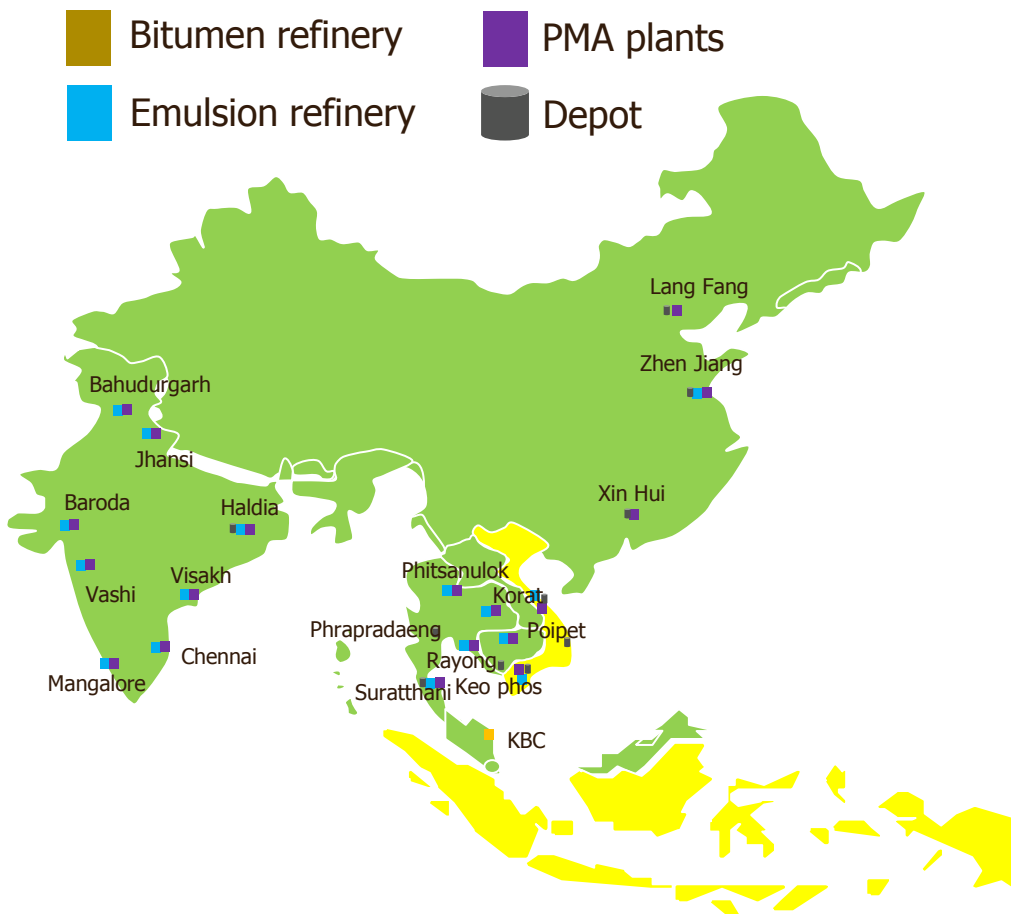 Bitumen refinery
PMA plants
Emulsion refinery
Depot
Lang Fang
Zhen Jiang
Bahudurgarh
Jhansi
Xin Hui
Baroda
Haldia
Phitsanulok
Visakh
Vashi
Korat
Phrapradaeng
Poipet
Chennai
Rayong
Mangalore
Suratthani
Keo phos
KBC